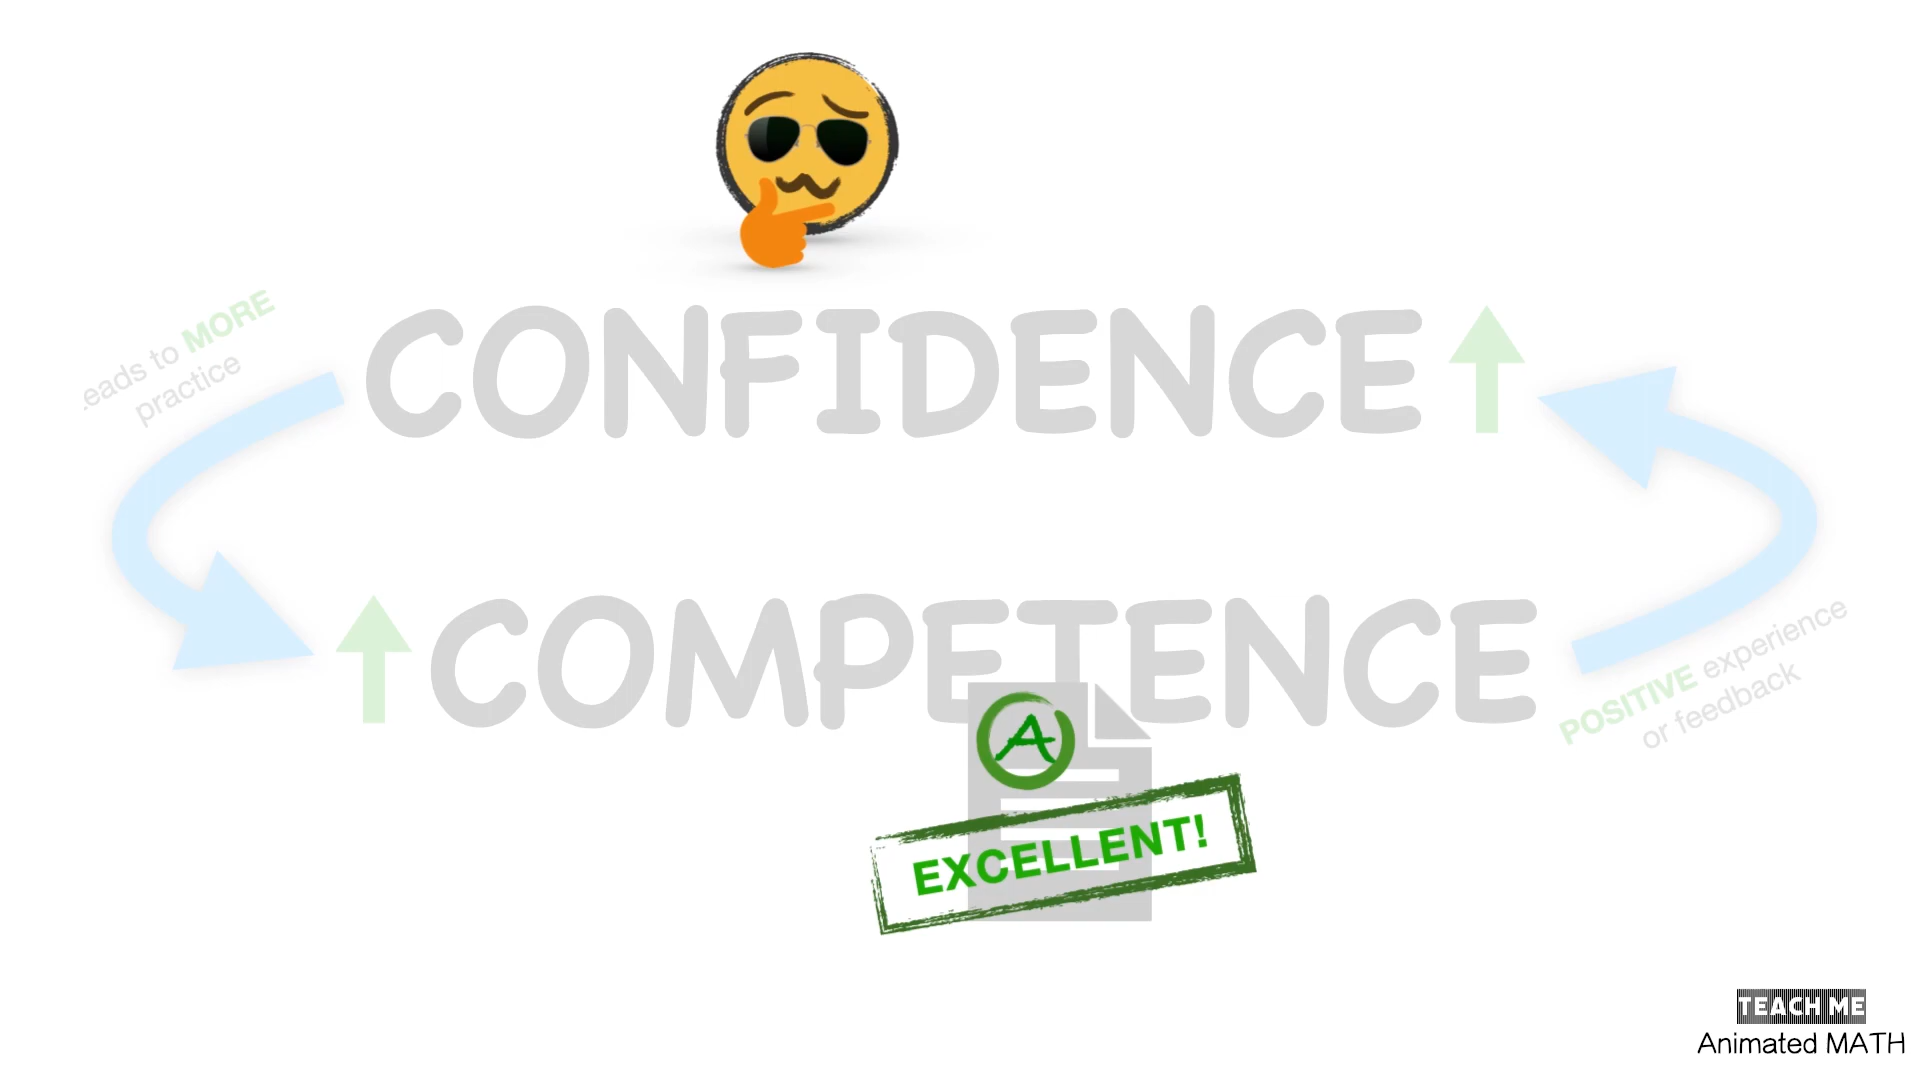 eads to MORE
practice
CONFIDENCE
COMPETENCE
POSITIVE experience
or feedback
A
EXCELLENT!
TEACH ME
Animated MATH